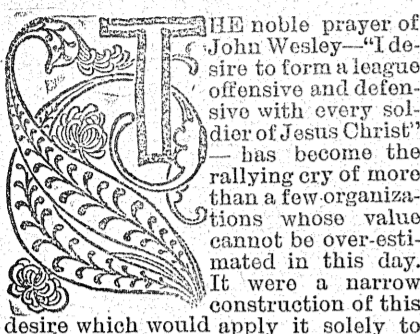 THE noble prayer of
John Wesley—"I de-
sire to form a league
offensive and defen-
sive with every sol-
dier of Jesus Christ"
— has become the
rallying cry of more
than a few organiza-
tions whose value
cannot be over-esti-
mated in this day.
It were a narrow
construction of this
desire which would apply it solely to